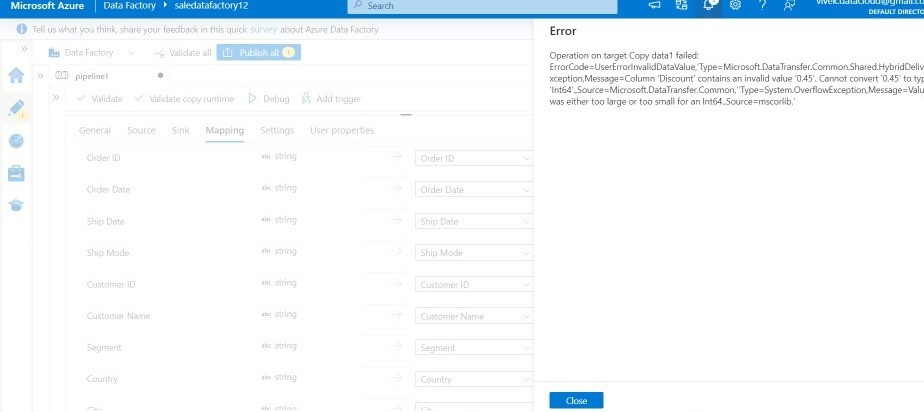 Microsoft Azure Data Factory > saledatafactory12 Search
DEFAULT DIRECTO
Tell us what you think, share your feedback in this quick survey about Azure Data Factory
Data Factory Validate all Publish all 1
pipeline1
Validate Validate copy runtime Debug Add trigger
General Source Sink Mapping Settings User properties
Order ID abc string Order ID
Order Date abc string Order Date
Ship Date abc string Ship Date
Ship Mode abc string Ship Mode
Customer ID abc string Customer ID
Customer Name abc string Customer Name
Segment abc string Segment
Country abc string Country
City abc string City
Error
Operation on target Copy data1 failed:
ErrorCode=UserErrorInvalidDataValue,'Type=Microsoft.DataTransfer.Common.Shared.HybridDeliv
xception,Message=Column 'Discount' contains an invalid value '0.45'. Cannot convert '0.45' to typ
'Int64'.,Source=Microsoft.DataTransfer.Common,''Type=System.OverflowException,Message=Valu
was either too large or too small for an Int64.,Source=mscorlib,'
Close